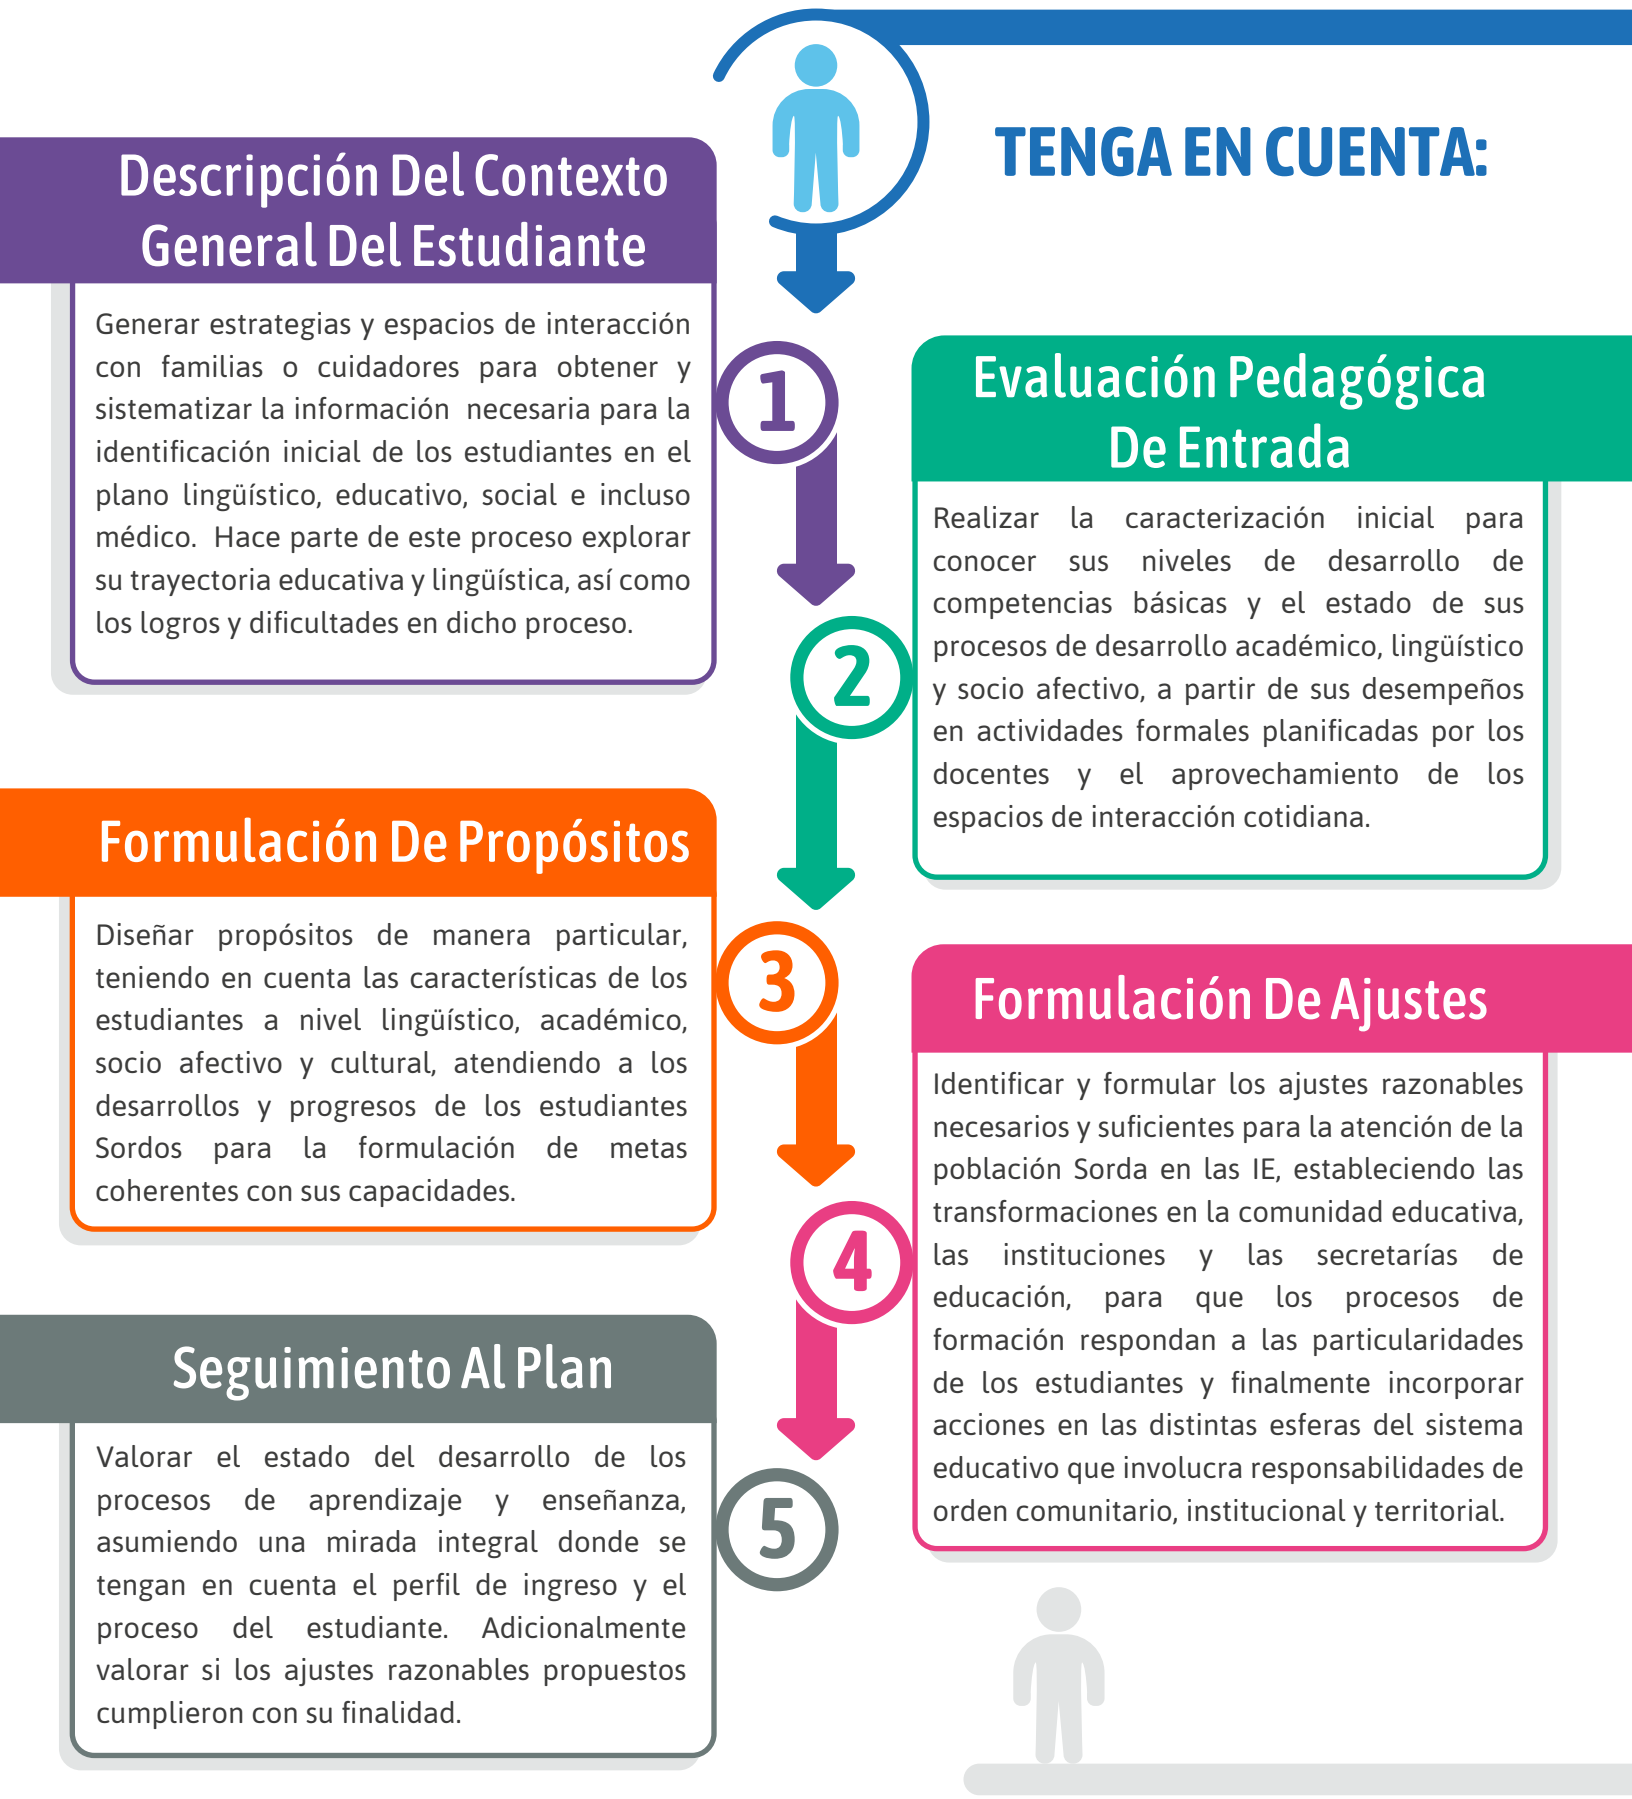 TENGA EN CUENTA:
Descripción Del Contexto
General Del Estudiante
Generar estrategias y espacios de interacción
con familias o cuidadores para obtener y
sistematizar la información necesaria para la
identificación inicial de los estudiantes en el
plano lingüístico, educativo, social e incluso
médico. Hace parte de este proceso explorar
su trayectoria educativa y lingüística, así como
los logros y dificultades en dicho proceso.
1
Evaluación Pedagógica
De Entrada
Realizar la caracterización inicial para
conocer sus niveles de desarrollo de
competencias básicas y el estado de sus
procesos de desarrollo académico, lingüístico
y socio afectivo, a partir de sus desempeños
en actividades formales planificadas por los
docentes y el aprovechamiento de los
espacios de interacción cotidiana.
2
Formulación De Propósitos
Diseñar propósitos de manera particular,
teniendo en cuenta las características de los
estudiantes a nivel lingüístico, académico,
socio afectivo y cultural, atendiendo a los
desarrollos y progresos de los estudiantes
Sordos para la formulación de metas
coherentes con sus capacidades.
3
Formulación De Ajustes
Identificar y formular los ajustes razonables
necesarios y suficientes para la atención de la
población Sorda en las IE, estableciendo las
transformaciones en la comunidad educativa,
las instituciones y las secretarías de
educación, para que los procesos de
formación respondan a las particularidades
de los estudiantes y finalmente incorporar
acciones en las distintas esferas del sistema
educativo que involucra responsabilidades de
orden comunitario, institucional y territorial.
4
Seguimiento Al Plan
Valorar el estado del desarrollo de los
procesos de aprendizaje y enseñanza,
asumiendo una mirada integral donde se
tengan en cuenta el perfil de ingreso y el
proceso del estudiante. Adicionalmente
valorar si los ajustes razonables propuestos
cumplieron con su finalidad.
5